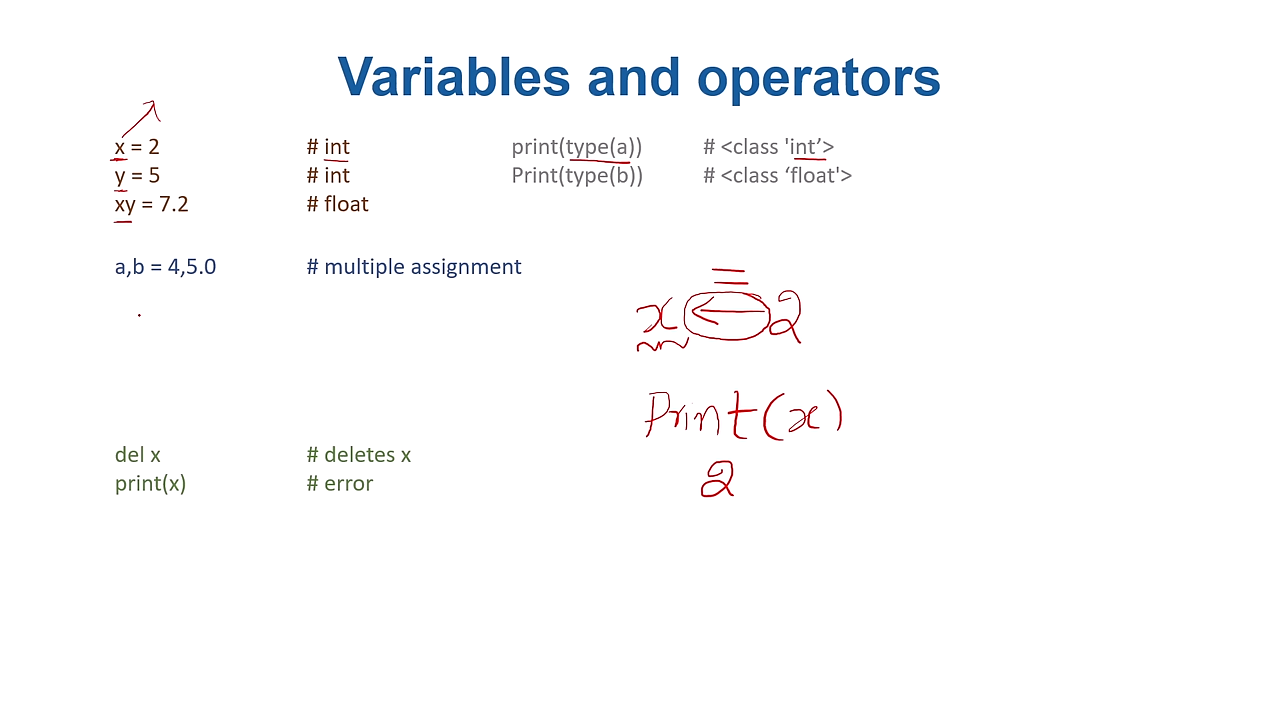 Variables and operators
x = 2 # int print(type(a)) # <class 'int’>
y = 5 # int Print(type(b)) # <class ‘float'>
xy = 7.2 # float
a,b = 4,5.0 # multiple assignment
=
x ← 2
Print(x)
2
del x # deletes x
print(x) # error